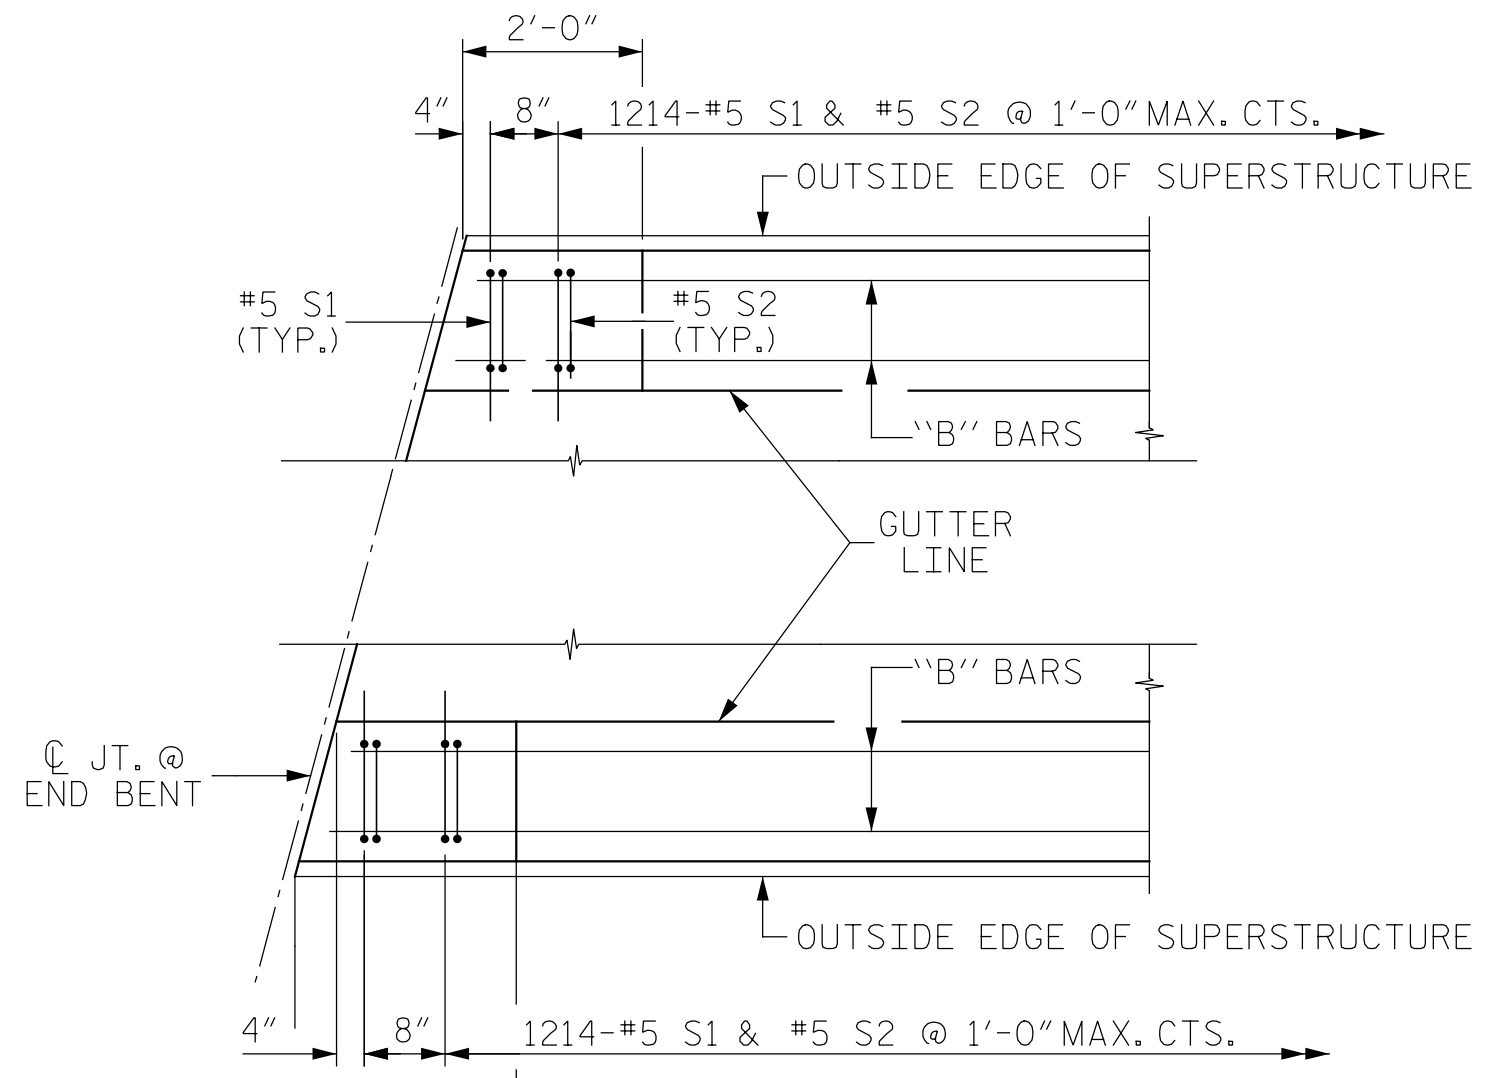 2'-0"
4"
8"
1214-#5 S1 & #5 S2 @ 1'-0" MAX. CTS.
OUTSIDE EDGE OF SUPERSTRUCTURE
#5 S1
(TYP.)
#5 S2
(TYP.)
"B" BARS
GUTTER
LINE
"B" BARS
℄ JT. @
END BENT
OUTSIDE EDGE OF SUPERSTRUCTURE
4"
8"
1214-#5 S1 & #5 S2 @ 1'-0" MAX. CTS.